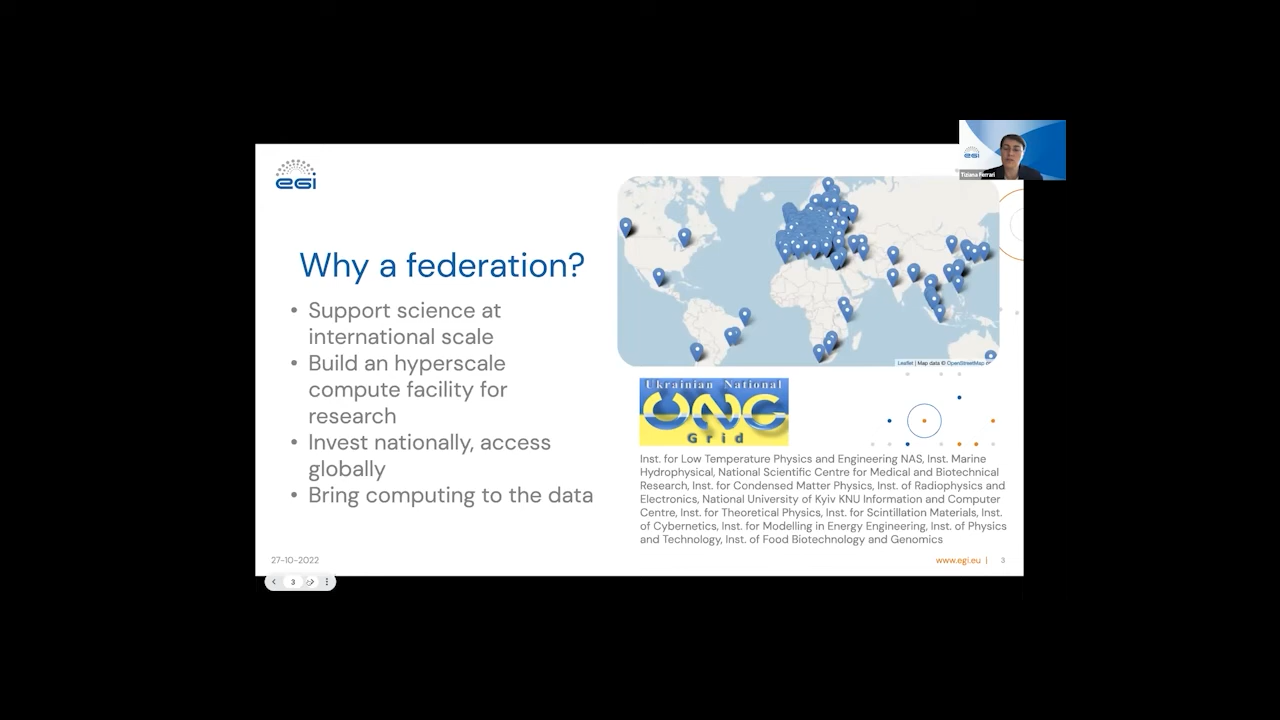 egi
Why a federation?
• Support science at
international scale
• Build an hyperscale
compute facility for
research
• Invest nationally, access
globally
• Bring computing to the data
egi
Tiziana Ferrari
Leaflet | Map data © OpenStreetMap
Ukrainian National
UNG
Grid
Inst. for Low Temperature Physics and Engineering NAS, Inst. Marine
Hydrophysical, National Scientific Centre for Medical and Biotechnical
Research, Inst. for Condensed Matter Physics, Inst. of Radiophysics and
Electronics, National University of Kyiv KNU Information and Computer
Centre, Inst. for Theoretical Physics, Inst. for Scintillation Materials, Inst.
of Cybernetics, Inst. for Modelling in Energy Engineering, Inst. of Physics
and Technology, Inst. of Food Biotechnology and Genomics
27-10-2022
www.egi.eu | 3
3